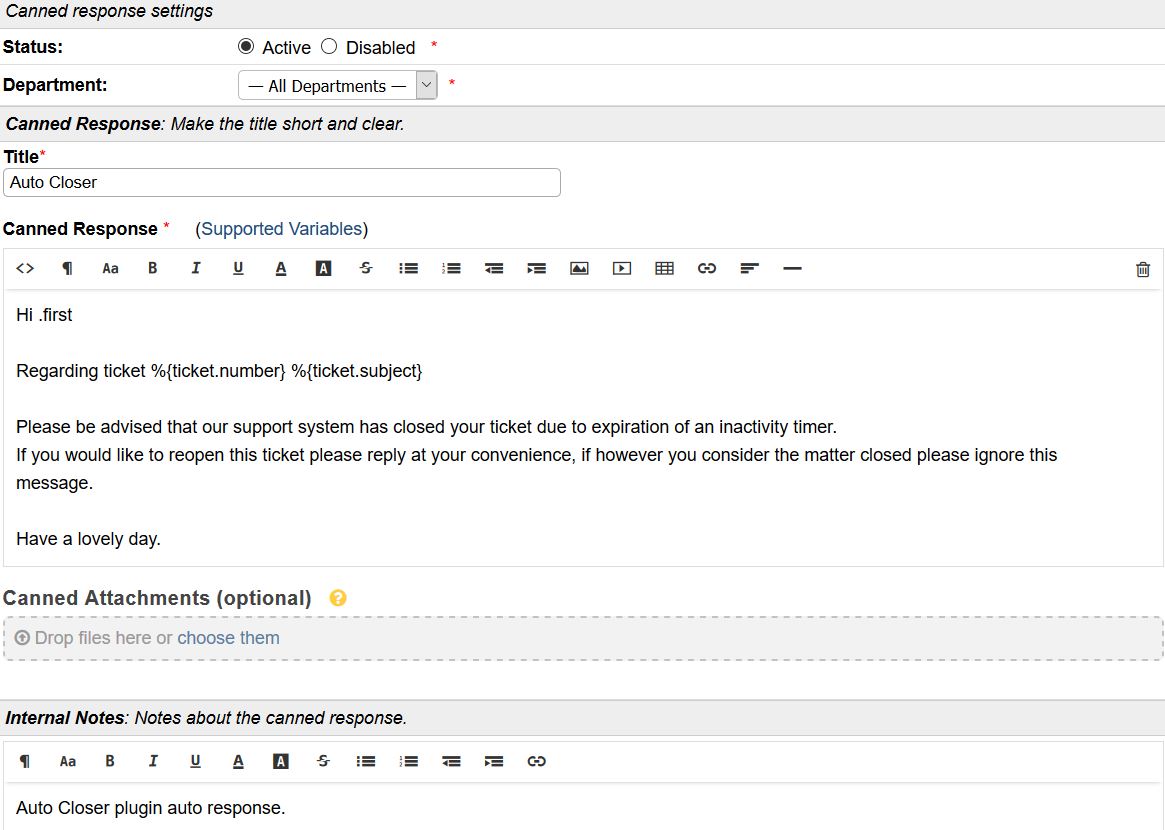 Canned response settings
Status: Active Disabled *
Department: — All Departments — *
Canned Response: Make the title short and clear.
Title*
Auto Closer
Canned Response * (Supported Variables)
<> ¶ Aa B I U A A S
Hi .first
Regarding ticket %{ticket.number} %{ticket.subject}
Please be advised that our support system has closed your ticket due to expiration of an inactivity timer.
If you would like to reopen this ticket please reply at your convenience, if however you consider the matter closed please ignore this
message.
Have a lovely day.
Canned Attachments (optional) ?
Drop files here or choose them
Internal Notes: Notes about the canned response.
¶ Aa B I U A A S
Auto Closer plugin auto response.